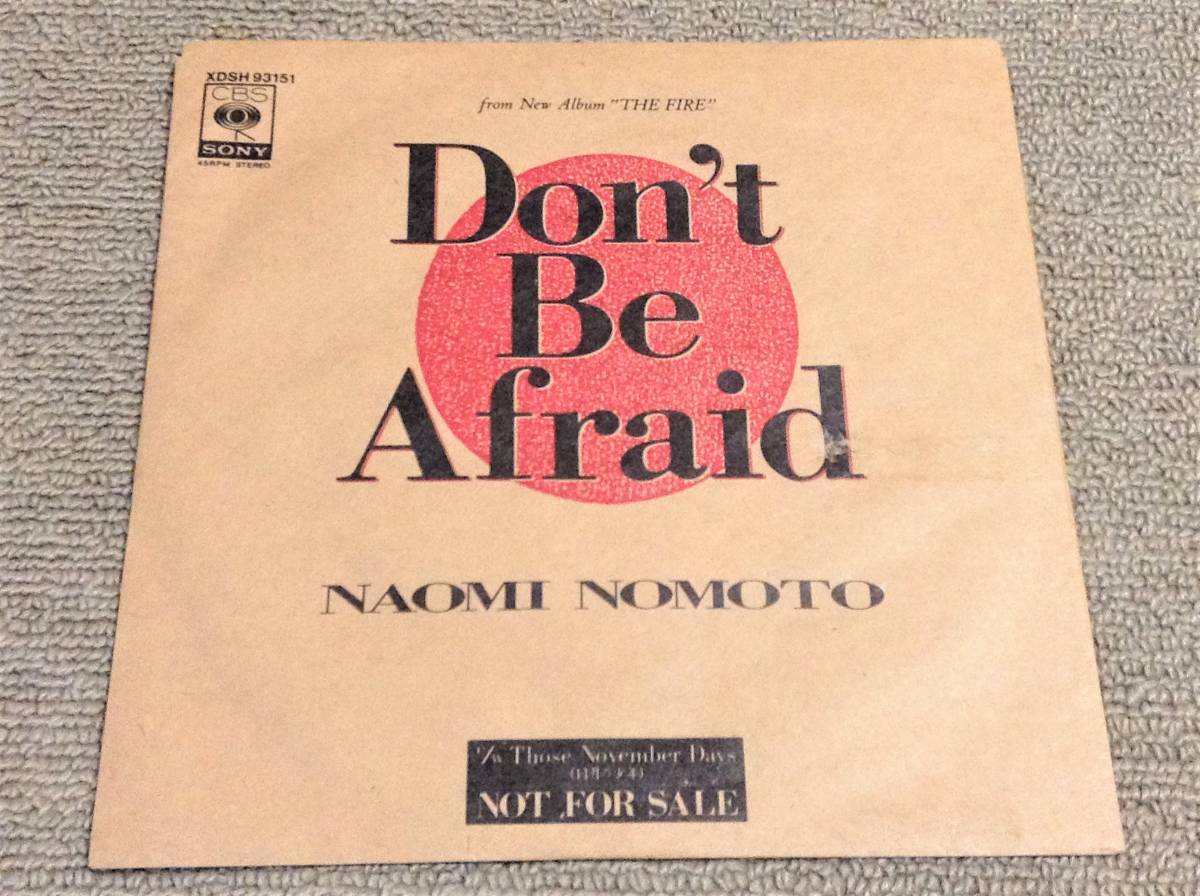 XDSH 93151
CBS
SONY
45RPM STEREO
from New Album "THE FIRE"
Don't
Be
Afraid
NAOMI NOMOTO
c/w Those November Days
NOT FOR SALE